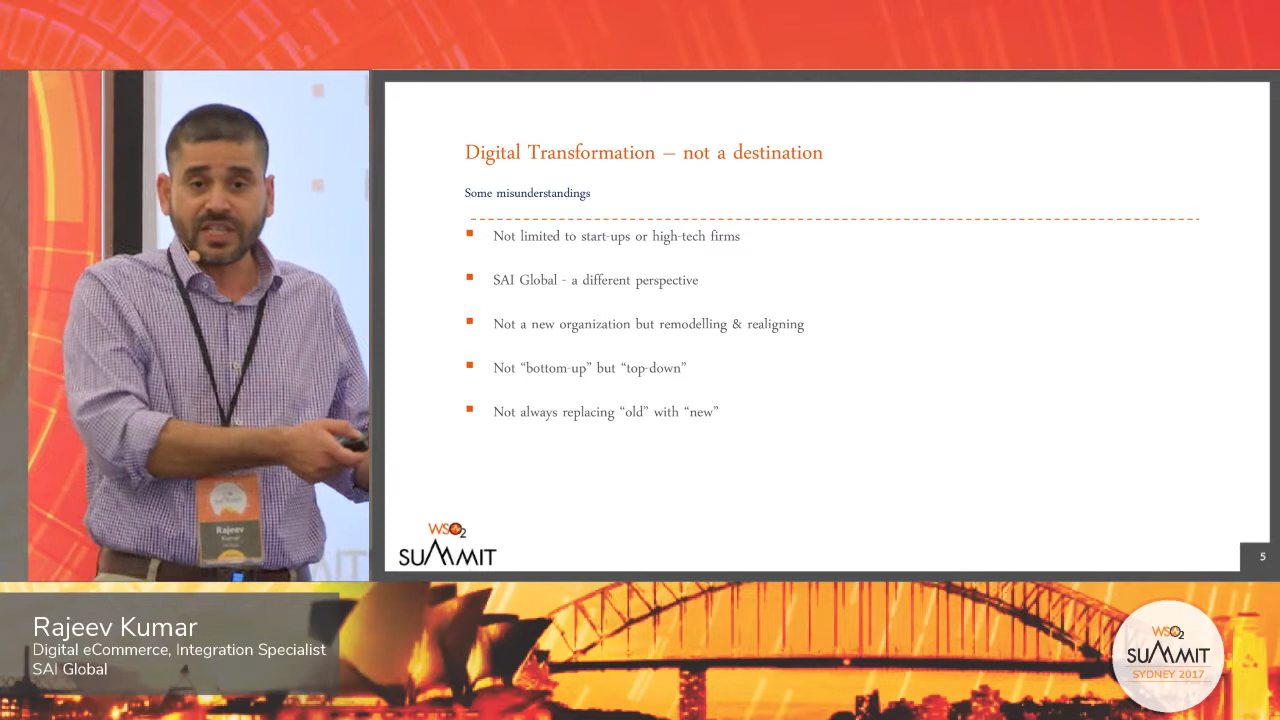 Digital Transformation – not a destination
Some misunderstandings
Not limited to start-ups or high-tech firms
SAI Global - a different perspective
Not a new organization but remodelling & realigning
Not “bottom-up” but “top-down”
Not always replacing “old” with “new”
WSO2
SUMMIT
5
Rajeev
Kumar
Rajeev Kumar
Digital eCommerce, Integration Specialist
SAI Global
WSO2
SUMMIT
SYDNEY 2017